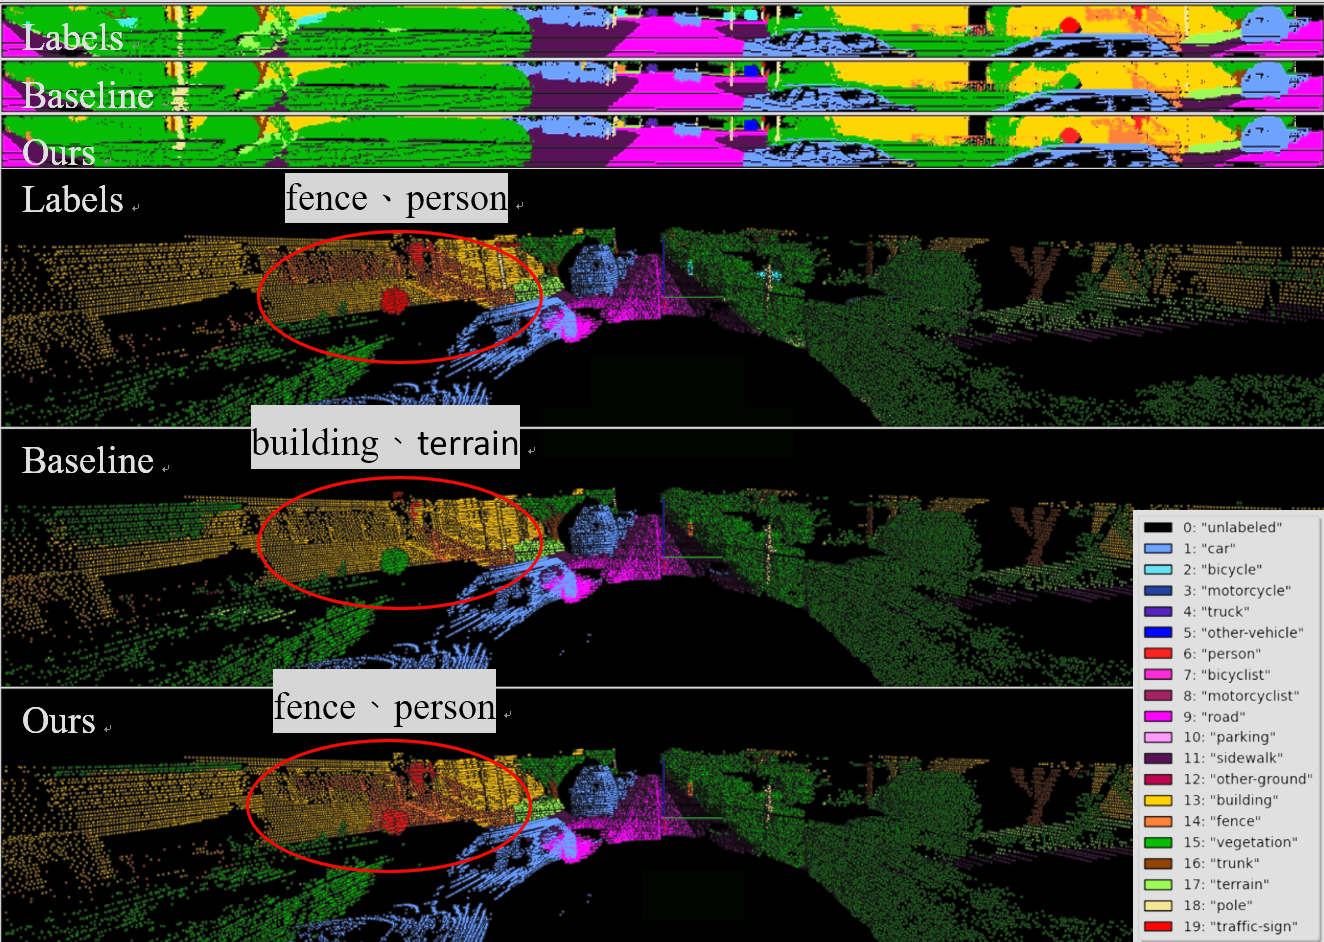 Labels
Baseline
Ours
Labels
fence、person
Baseline
building、terrain
Ours
fence、person
0: "unlabeled"
1: "car"
2: "bicycle"
3: "motorcycle"
4: "truck"
5: "other-vehicle"
6: "person"
7: "bicyclist"
8: "motorcyclist"
9: "road"
10: "parking"
11: "sidewalk"
12: "other-ground"
13: "building"
14: "fence"
15: "vegetation"
16: "trunk"
17: "terrain"
18: "pole"
19: "traffic-sign"